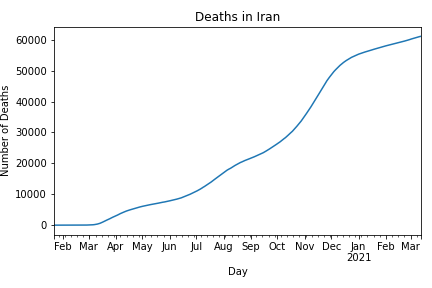 Deaths in Iran
60000
50000
40000
30000
20000
10000
0
Number of Deaths
Feb Mar Apr May Jun Jul Aug Sep Oct Nov Dec Jan Feb Mar
2021
Day